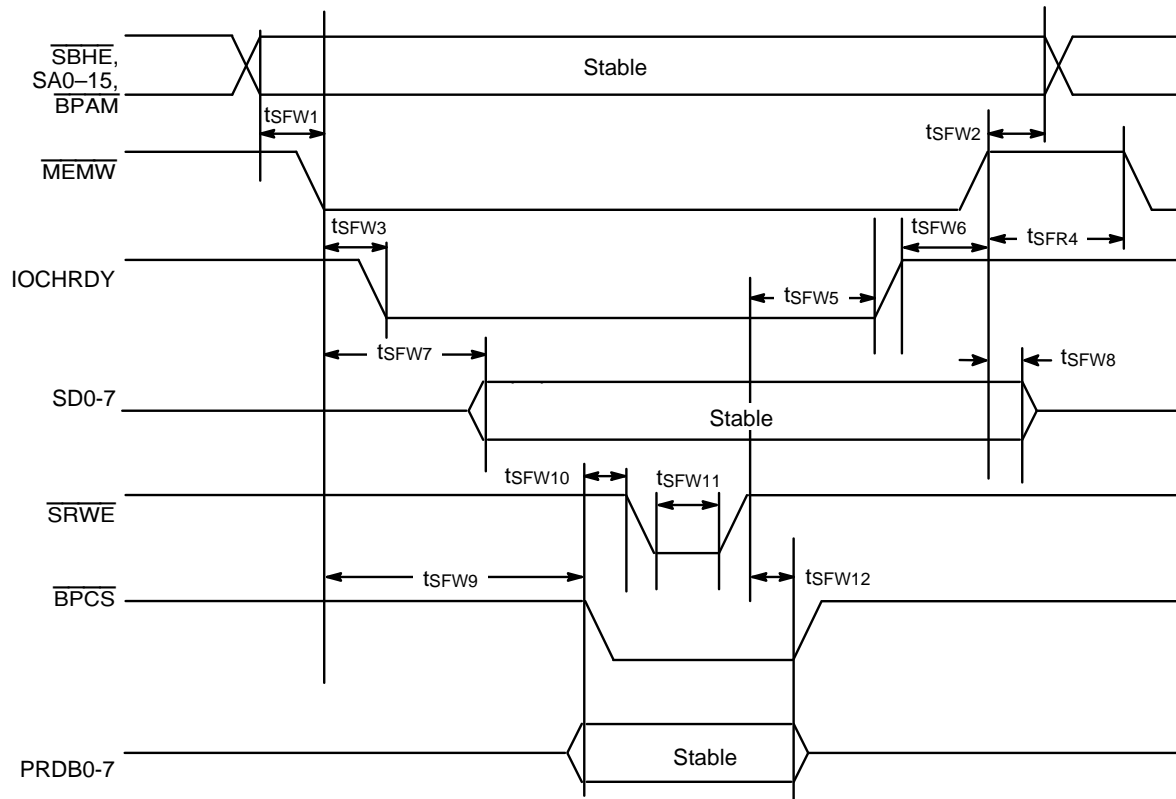 SBHE,
SA0–15,
BPAM
Stable
tSFW1
tSFW2
MEMW
tSFW3
tSFW6
tSFR4
IOCHRDY
tSFW5
tSFW7
tSFW8
SD0-7
Stable
tSFW10
tSFW11
SRWE
tSFW9
tSFW12
BPCS
Stable
PRDB0-7